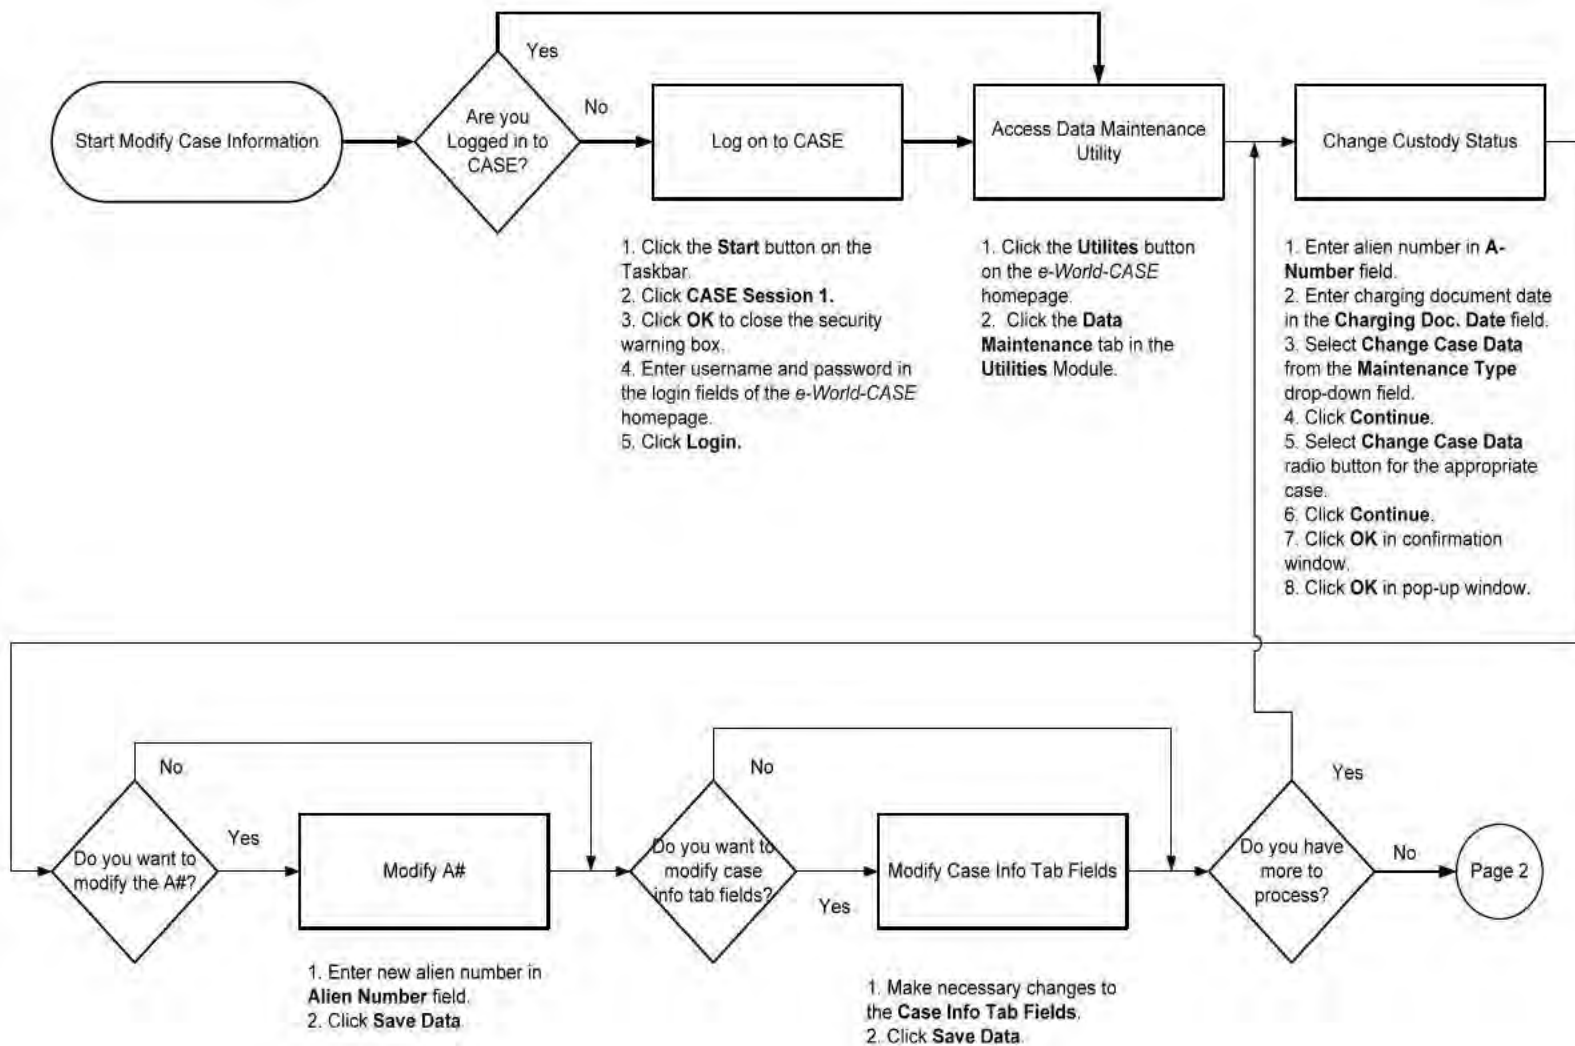 Yes
Start Modify Case Information
Are you
Logged in to
CASE?
No
Log on to CASE
Access Data Maintenance
Utility
Change Custody Status
1. Click the Start button on the
Taskbar.
2. Click CASE Session 1.
3. Click OK to close the security
warning box.
4. Enter username and password in
the login fields of the e-World-CASE
homepage.
5. Click Login.
1. Click the Utilites button
on the e-World-CASE
homepage.
2. Click the Data
Maintenance tab in the
Utilities Module.
1. Enter alien number in A-
Number field.
2. Enter charging document date
in the Charging Doc. Date field.
3. Select Change Case Data
from the Maintenance Type
drop-down field.
4. Click Continue.
5. Select Change Case Data
radio button for the appropriate
case.
6. Click Continue.
7. Click OK in confirmation
window.
8. Click OK in pop-up window.
No
Do you want to
modify the A#?
Yes
Modify A#
1. Enter new alien number in
Alien Number field.
2. Click Save Data
No
Do you want to
modify case
info tab fields?
Yes
Modify Case Info Tab Fields
1. Make necessary changes to
the Case Info Tab Fields.
2. Click Save Data.
Yes
Do you have
more to
process?
No
Page 2